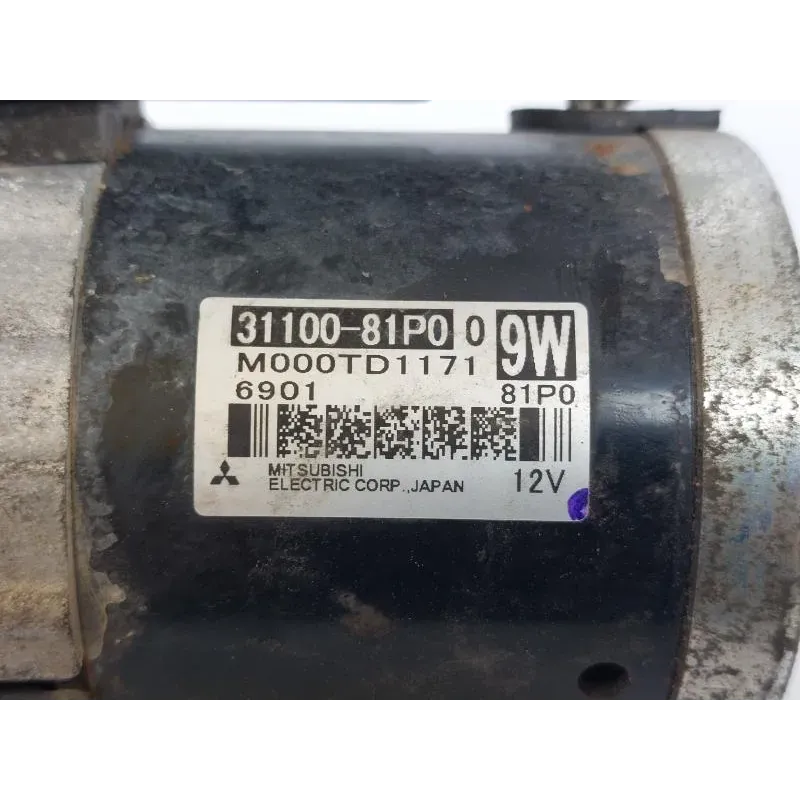 31100-81P0 0 9W
M000TD1171
6901 81P0
MITSUBISHI
ELECTRIC CORP.,JAPAN 12V